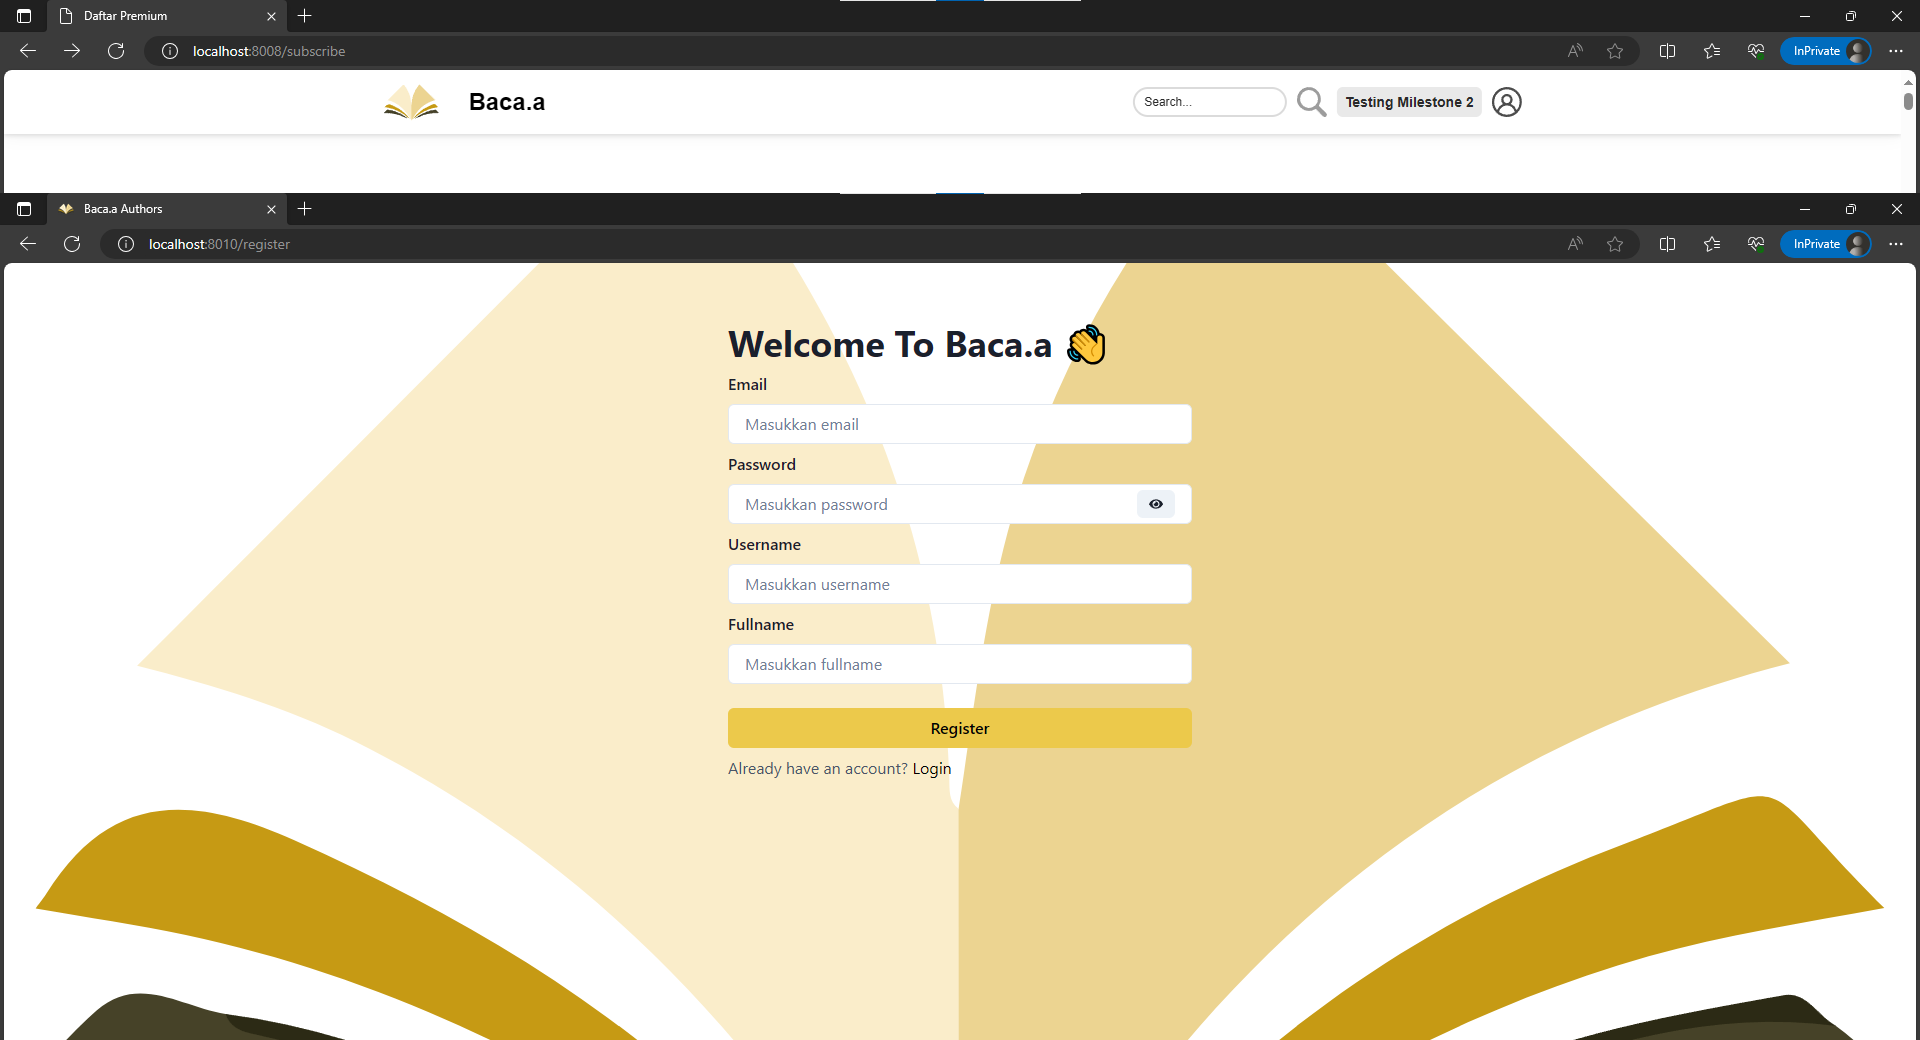 Daftar Premium
localhost:8008/subscribe
InPrivate
Baca.a
Search...
Testing Milestone 2
Baca.a Authors
localhost:8010/register
InPrivate
Welcome To Baca.a 👋
Email
Masukkan email
Password
Masukkan password
Username
Masukkan username
Fullname
Masukkan fullname
Register
Already have an account? Login